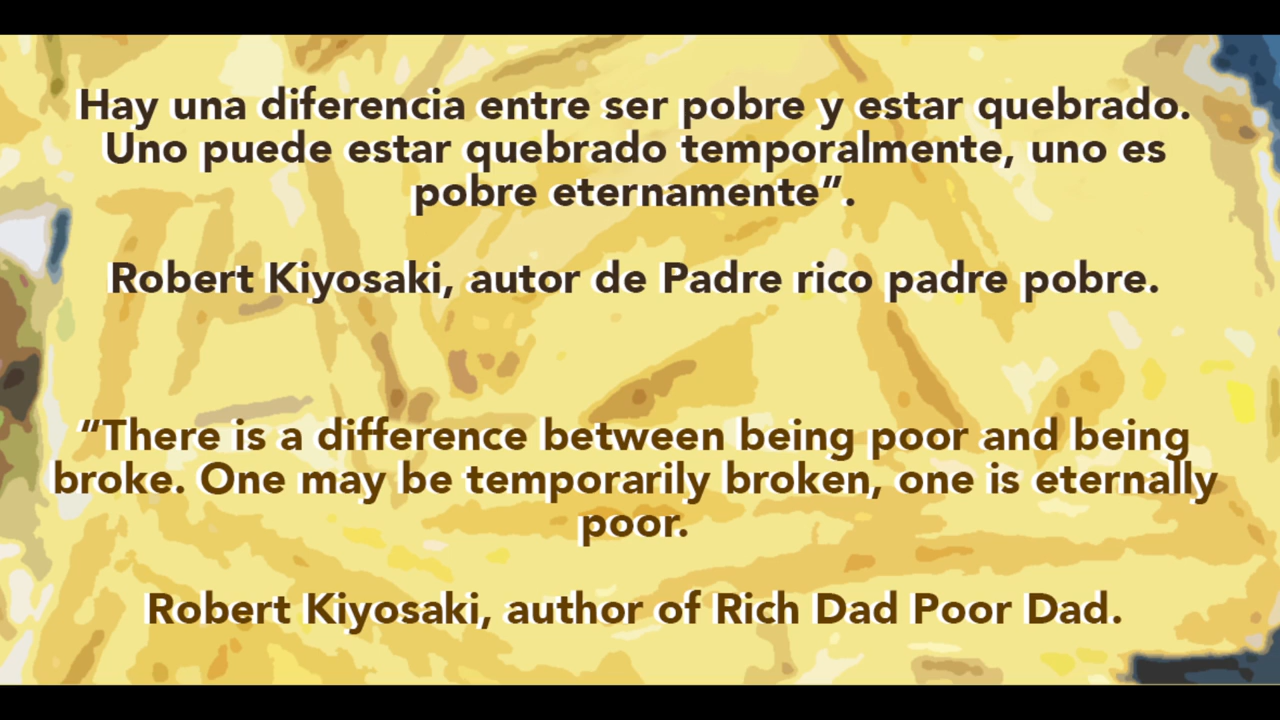 Hay una diferencia entre ser pobre y estar quebrado.
Uno puede estar quebrado temporalmente, uno es
pobre eternamente”.
Robert Kiyosaki, autor de Padre rico padre pobre.
“There is a difference between being poor and being
broke. One may be temporarily broken, one is eternally
poor.
Robert Kiyosaki, author of Rich Dad Poor Dad.